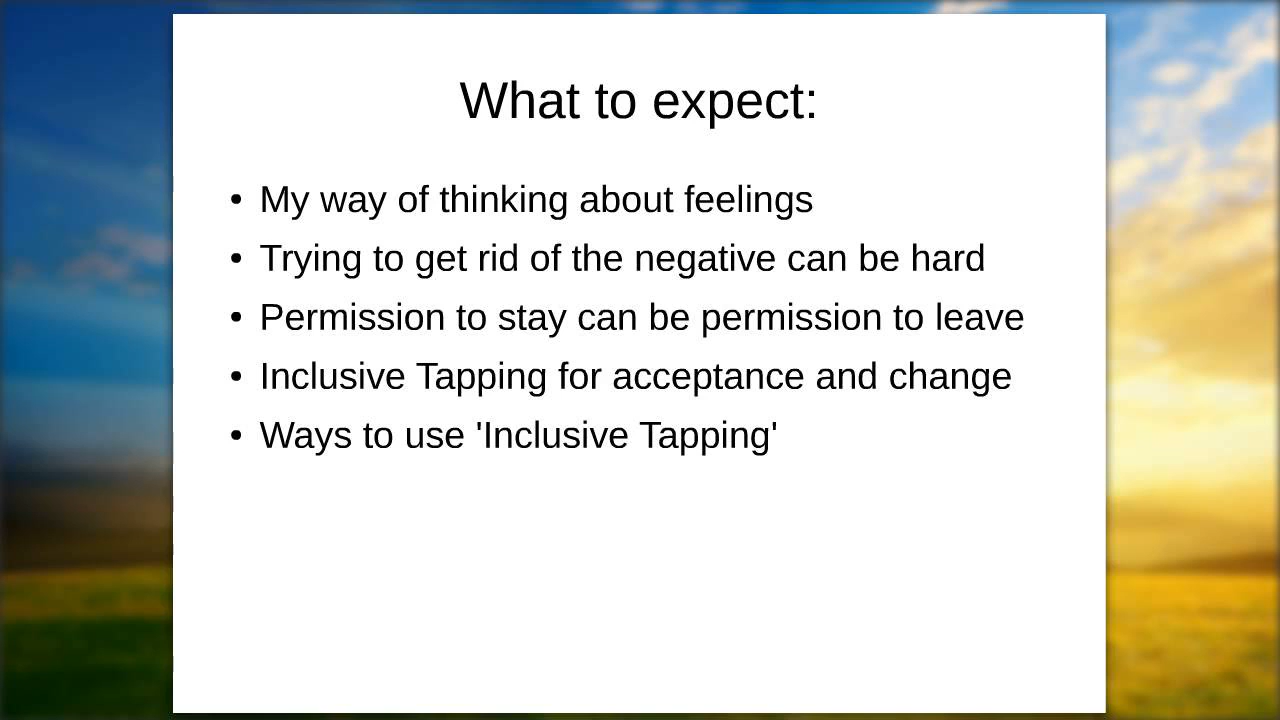 What to expect:
• My way of thinking about feelings
• Trying to get rid of the negative can be hard
• Permission to stay can be permission to leave
• Inclusive Tapping for acceptance and change
• Ways to use 'Inclusive Tapping'